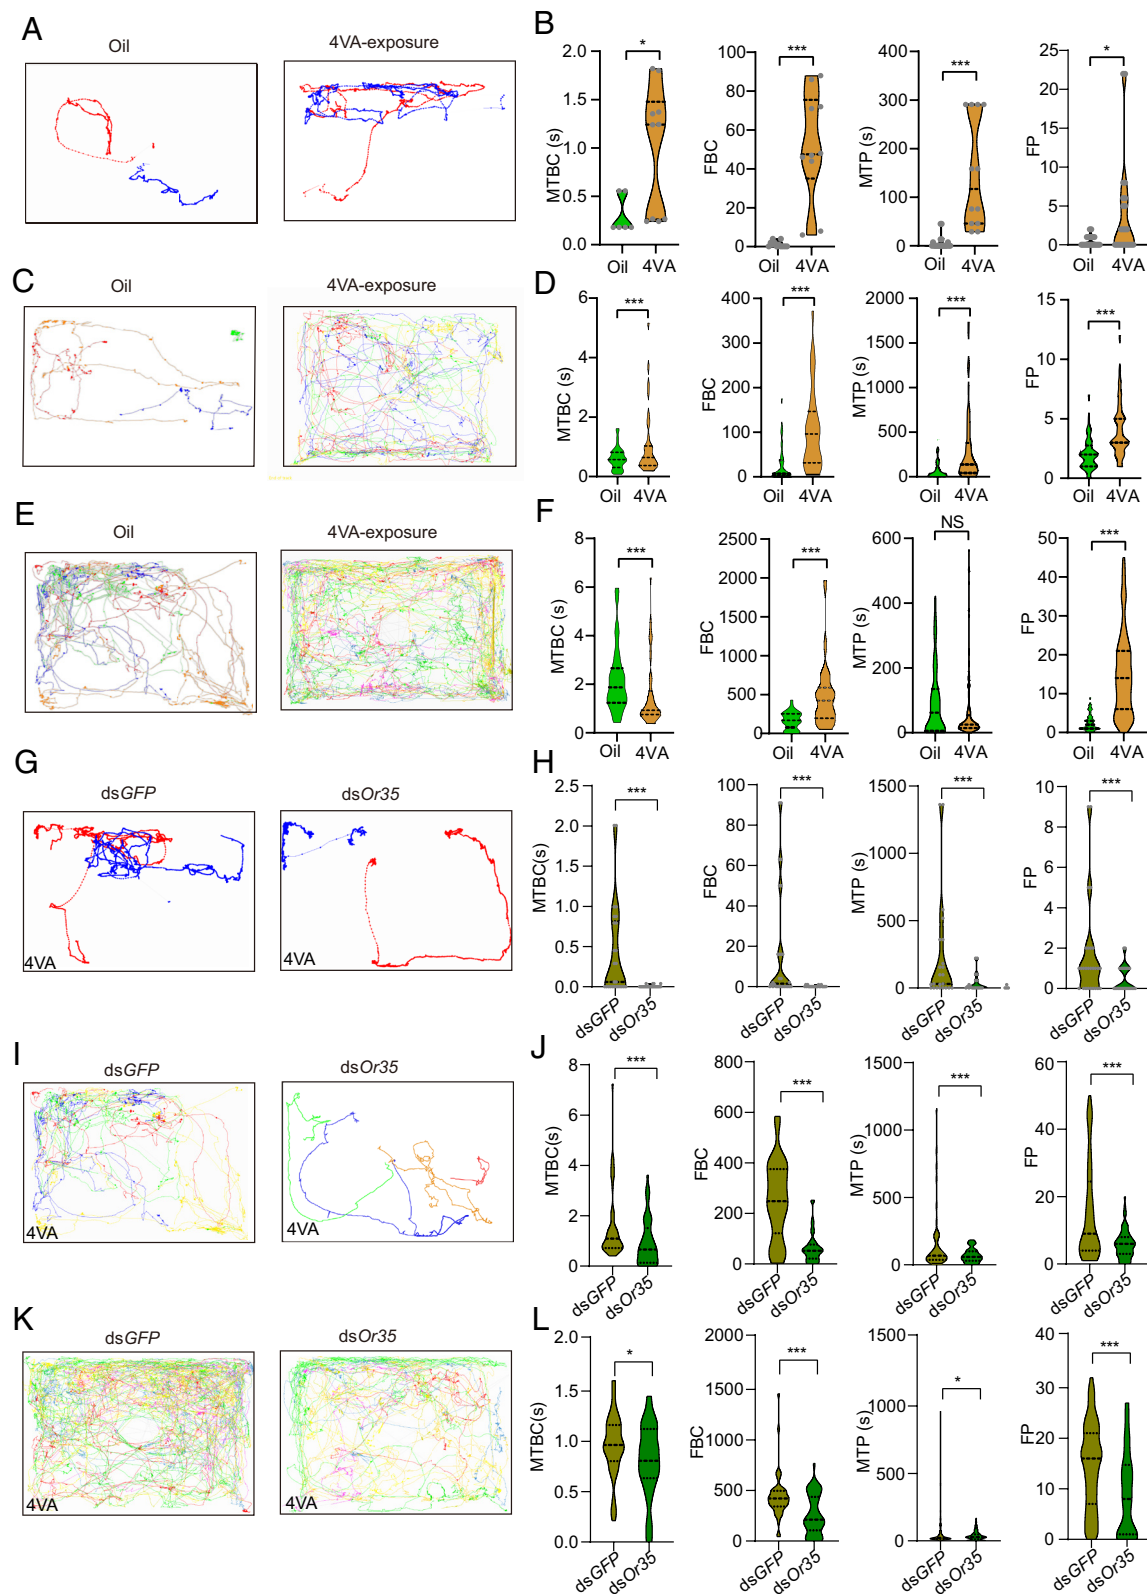 A
Oil
4VA-exposure
B
MTBC (s)
2.0
1.5
1.0
0.5
0.0
*
Oil
4VA
FBC
100
80
60
40
20
0
***
Oil
4VA
MTP (s)
400
300
200
100
0
***
Oil
4VA
FP
25
20
15
10
5
0
*
Oil
4VA
C
Oil
4VA-exposure
D
MTBC (s)
6
4
2
0
***
Oil
4VA
FBC
400
300
200
100
0
***
Oil
4VA
MTP (s)
2000
1500
1000
500
0
***
Oil
4VA
FP
15
10
5
0
***
Oil
4VA
E
Oil
4VA-exposure
F
MTBC (s)
8
6
4
2
0
***
Oil
4VA
FBC
2500
2000
1500
1000
500
0
***
Oil
4VA
MTP (s)
600
400
200
0
NS
Oil
4VA
FP
50
40
30
20
10
0
***
Oil
4VA
G
dsGFP
4VA
dsOr35
4VA
H
MTBC(s)
2.5
2.0
1.5
1.0
0.5
0.0
***
dsGFP
dsOr35
FBC
100
80
60
40
20
0
***
dsGFP
dsOr35
MTP (s)
1500
1000
500
0
***
dsGFP
dsOr35
FP
10
8
6
4
2
0
***
dsGFP
dsOr35
I
dsGFP
4VA
dsOr35
4VA
J
MTBC(s)
8
6
4
2
0
***
dsGFP
dsOr35
FBC
800
600
400
200
0
***
dsGFP
dsOr35
MTP (s)
1500
1000
500
0
***
dsGFP
dsOr35
FP
60
40
20
0
***
dsGFP
dsOr35
K
dsGFP
4VA
dsOr35
4VA
L
MTBC(s)
2.0
1.5
1.0
0.5
0.0
*
dsGFP
dsOr35
FBC
2000
1500
1000
500
0
***
dsGFP
dsOr35
MTP (s)
1500
1000
500
0
*
dsGFP
dsOr35
FP
40
30
20
10
0
***
dsGFP
dsOr35